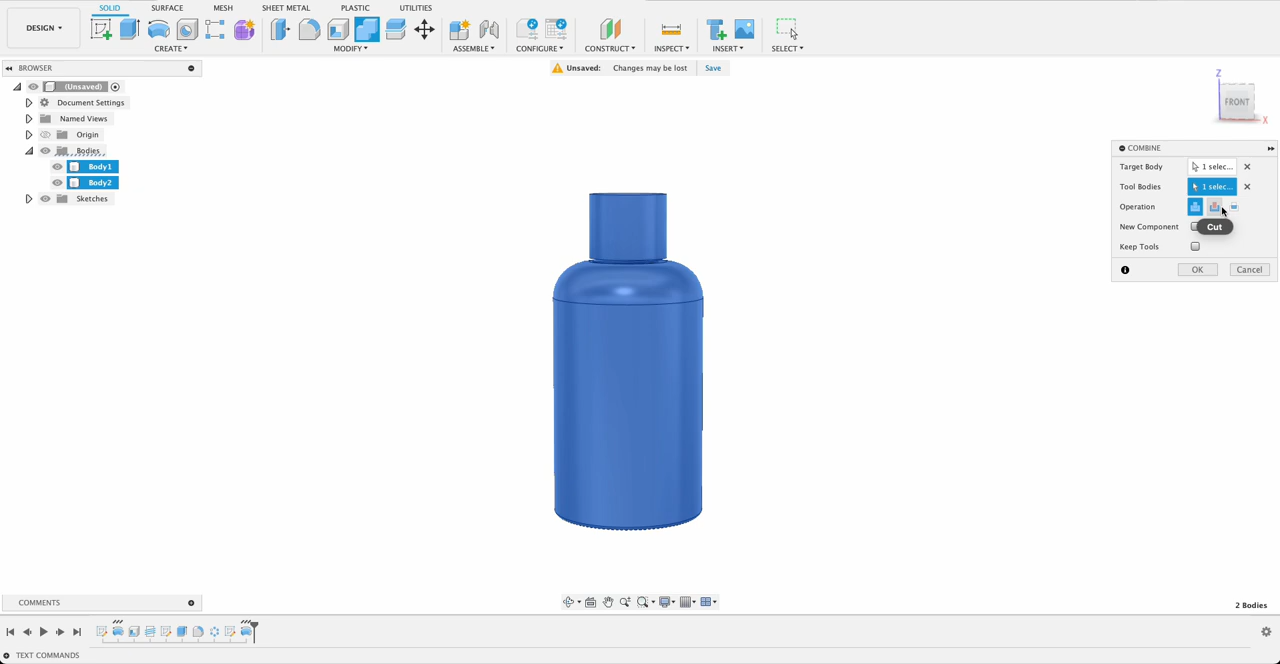 SOLID SURFACE MESH SHEET METAL PLASTIC UTILITIES
DESIGN
CREATE MODIFY ASSEMBLE CONFIGURE CONSTRUCT INSPECT INSERT SELECT
BROWSER
Unsaved: Changes may be lost Save
(Unsaved)
Document Settings
Named Views
Origin
Bodies
Body1
Body2
Sketches
Z
FRONT
X
COMBINE
Target Body 1 selec...
Tool Bodies 1 selec...
Operation
New Component Cut
Keep Tools
OK Cancel
COMMENTS
2 Bodies
TEXT COMMANDS